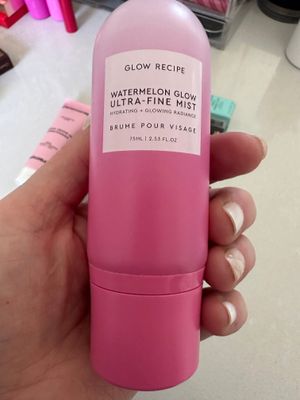 GLOW RECIPE
WATERMELON GLOW
ULTRA-FINE MIST
HYDRATING + GLOWING RADIANCE
BRUME POUR VISAGE
75ML | 2.53 FL.OZ